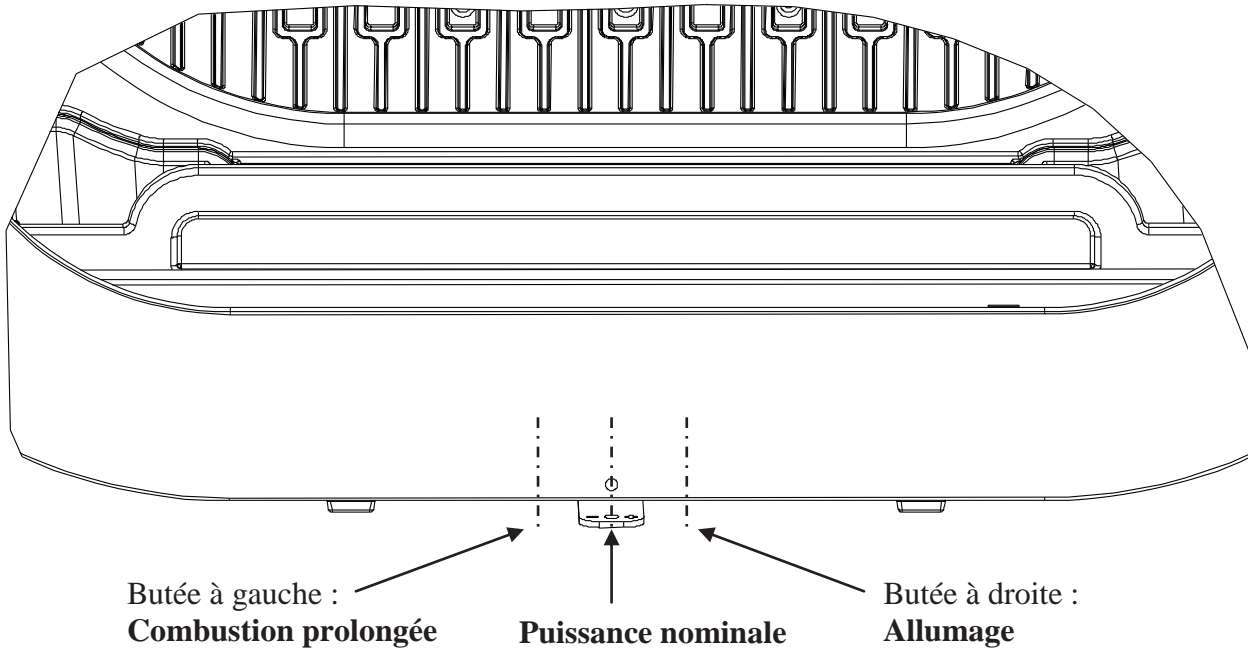 Butée à gauche :
Combustion prolongée
Puissance nominale
Butée à droite :
Allumage